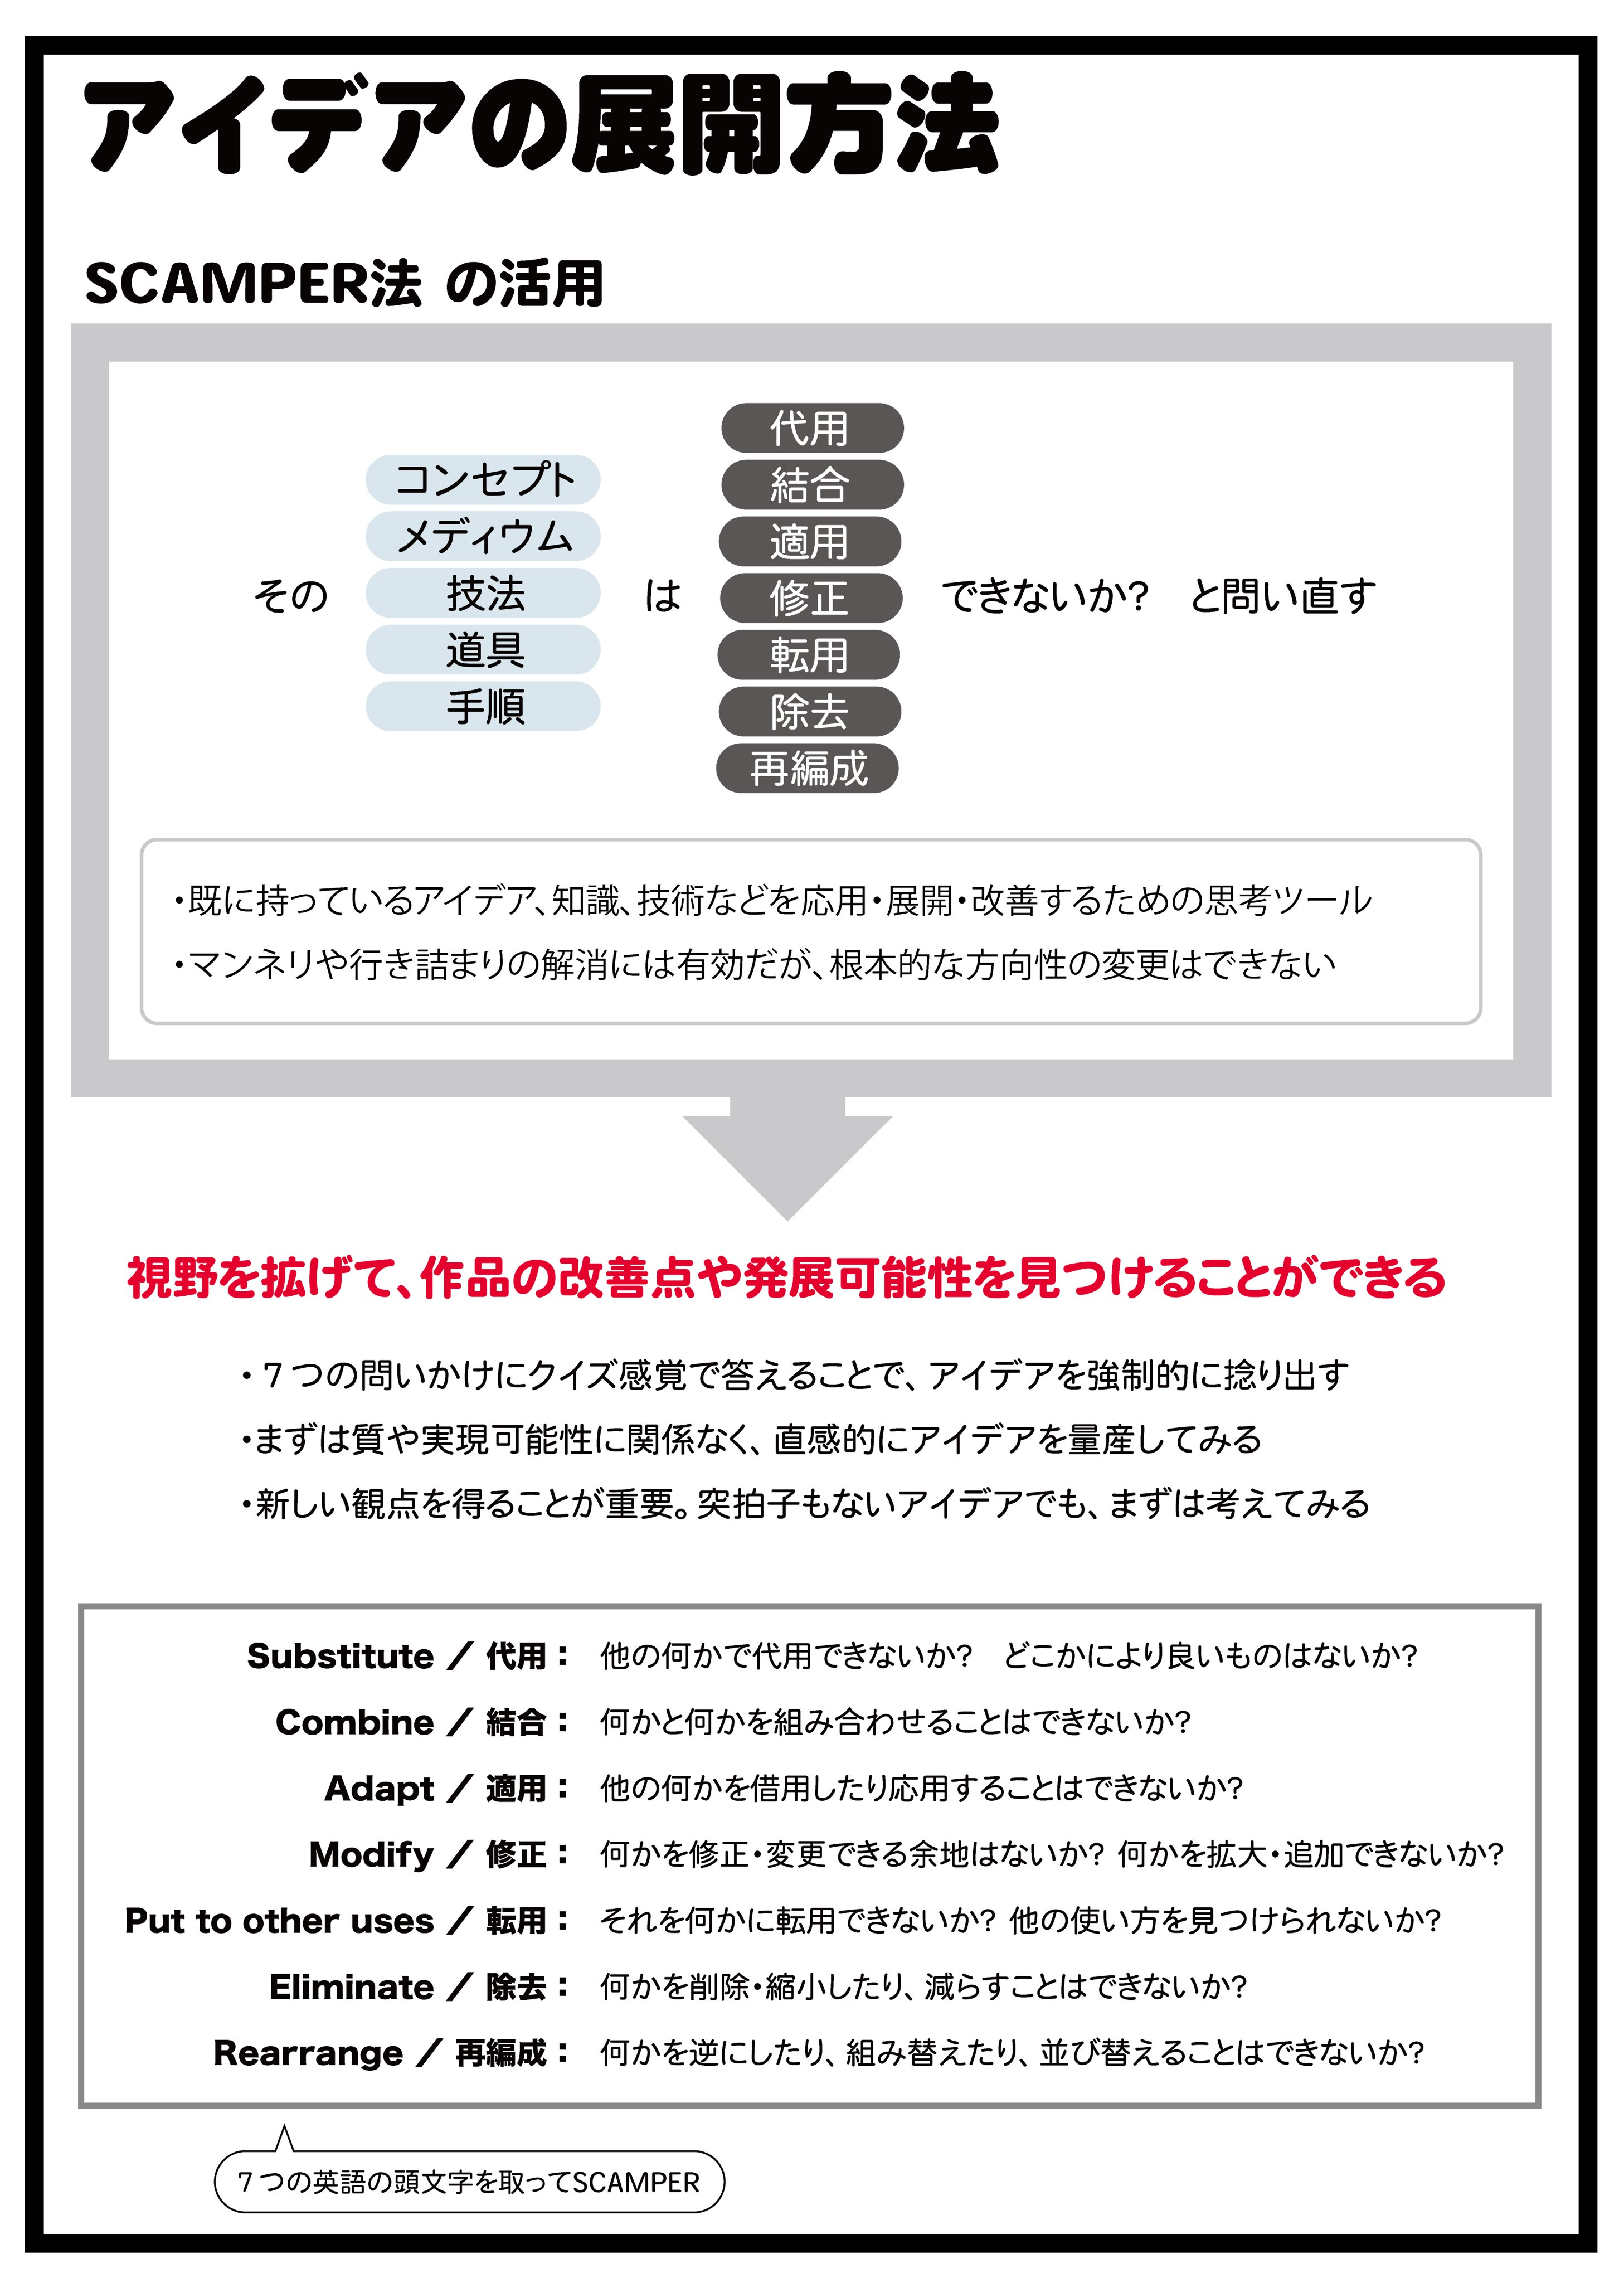 アイデアの展開方法
SCAMPER法 の活用
その
コンセプト
メディウム
技法
道具
手順
は
代用
結合
適用
修正
転用
除去
再編成
できないか?　と問い直す
・既に持っているアイデア、知識、技術などを応用・展開・改善するための思考ツール
・マンネリや行き詰まりの解消には有効だが、根本的な方向性の変更はできない
視野を拡げて、作品の改善点や発展可能性を見つけることができる
・７つの問いかけにクイズ感覚で答えることで、アイデアを強制的に捻り出す
・まずは質や実現可能性に関係なく、直感的にアイデアを量産してみる
・新しい観点を得ることが重要。突拍子もないアイデアでも、まずは考えてみる
Substitute ／ 代用：　他の何かで代用できないか?　どこかにより良いものはないか?
Combine ／ 結合：　何かと何かを組み合わせることはできないか?
Adapt ／ 適用：　他の何かを借用したり応用することはできないか?
Modify ／ 修正：　何かを修正・変更できる余地はないか? 何かを拡大・追加できないか?
Put to other uses ／ 転用：　それを何かに転用できないか? 他の使い方を見つけられないか?
Eliminate ／ 除去：　何かを削除・縮小したり、減らすことはできないか?
Rearrange ／ 再編成：　何かを逆にしたり、組み替えたり、並び替えることはできないか?
７つの英語の頭文字を取ってSCAMPER